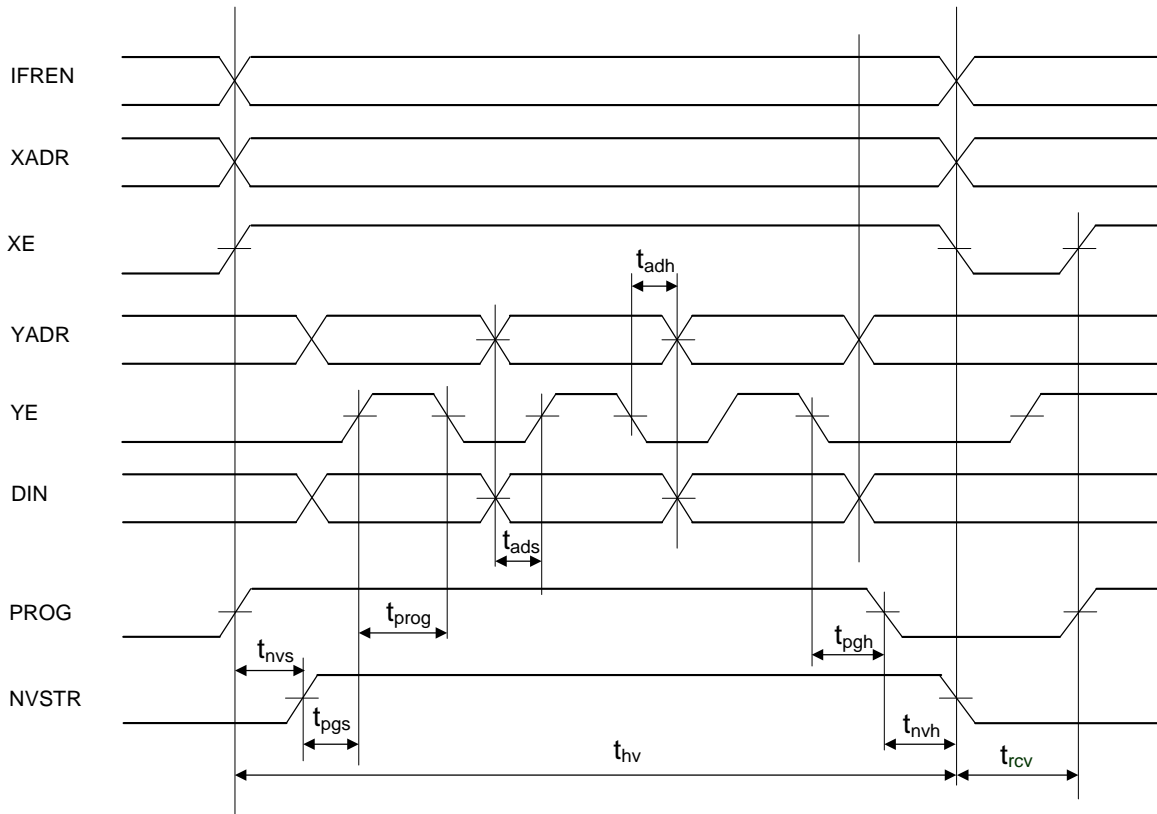 IFREN
XADR
XE
tadh
YADR
YE
DIN
tads
PROG
tprog
tnvs
tpgh
NVSTR
tpgs
tnvh
thv
trcv